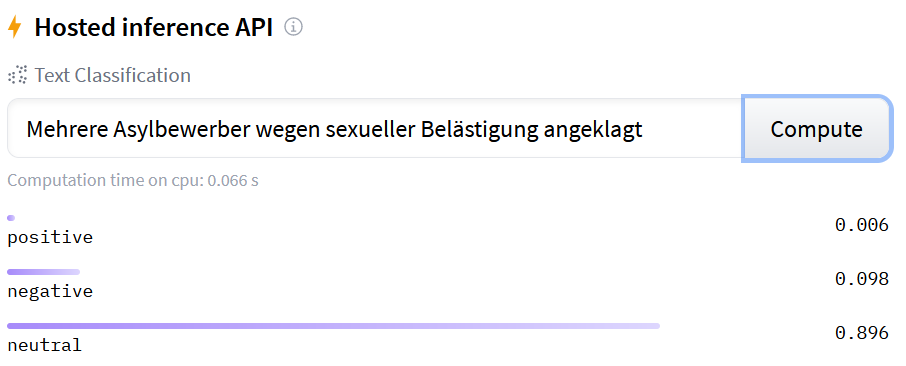 Hosted inference API
Text Classification
Mehrere Asylbewerber wegen sexueller Belästigung angeklagt
Compute
Computation time on cpu: 0.066 s
0.006
positive
0.098
negative
0.896
neutral